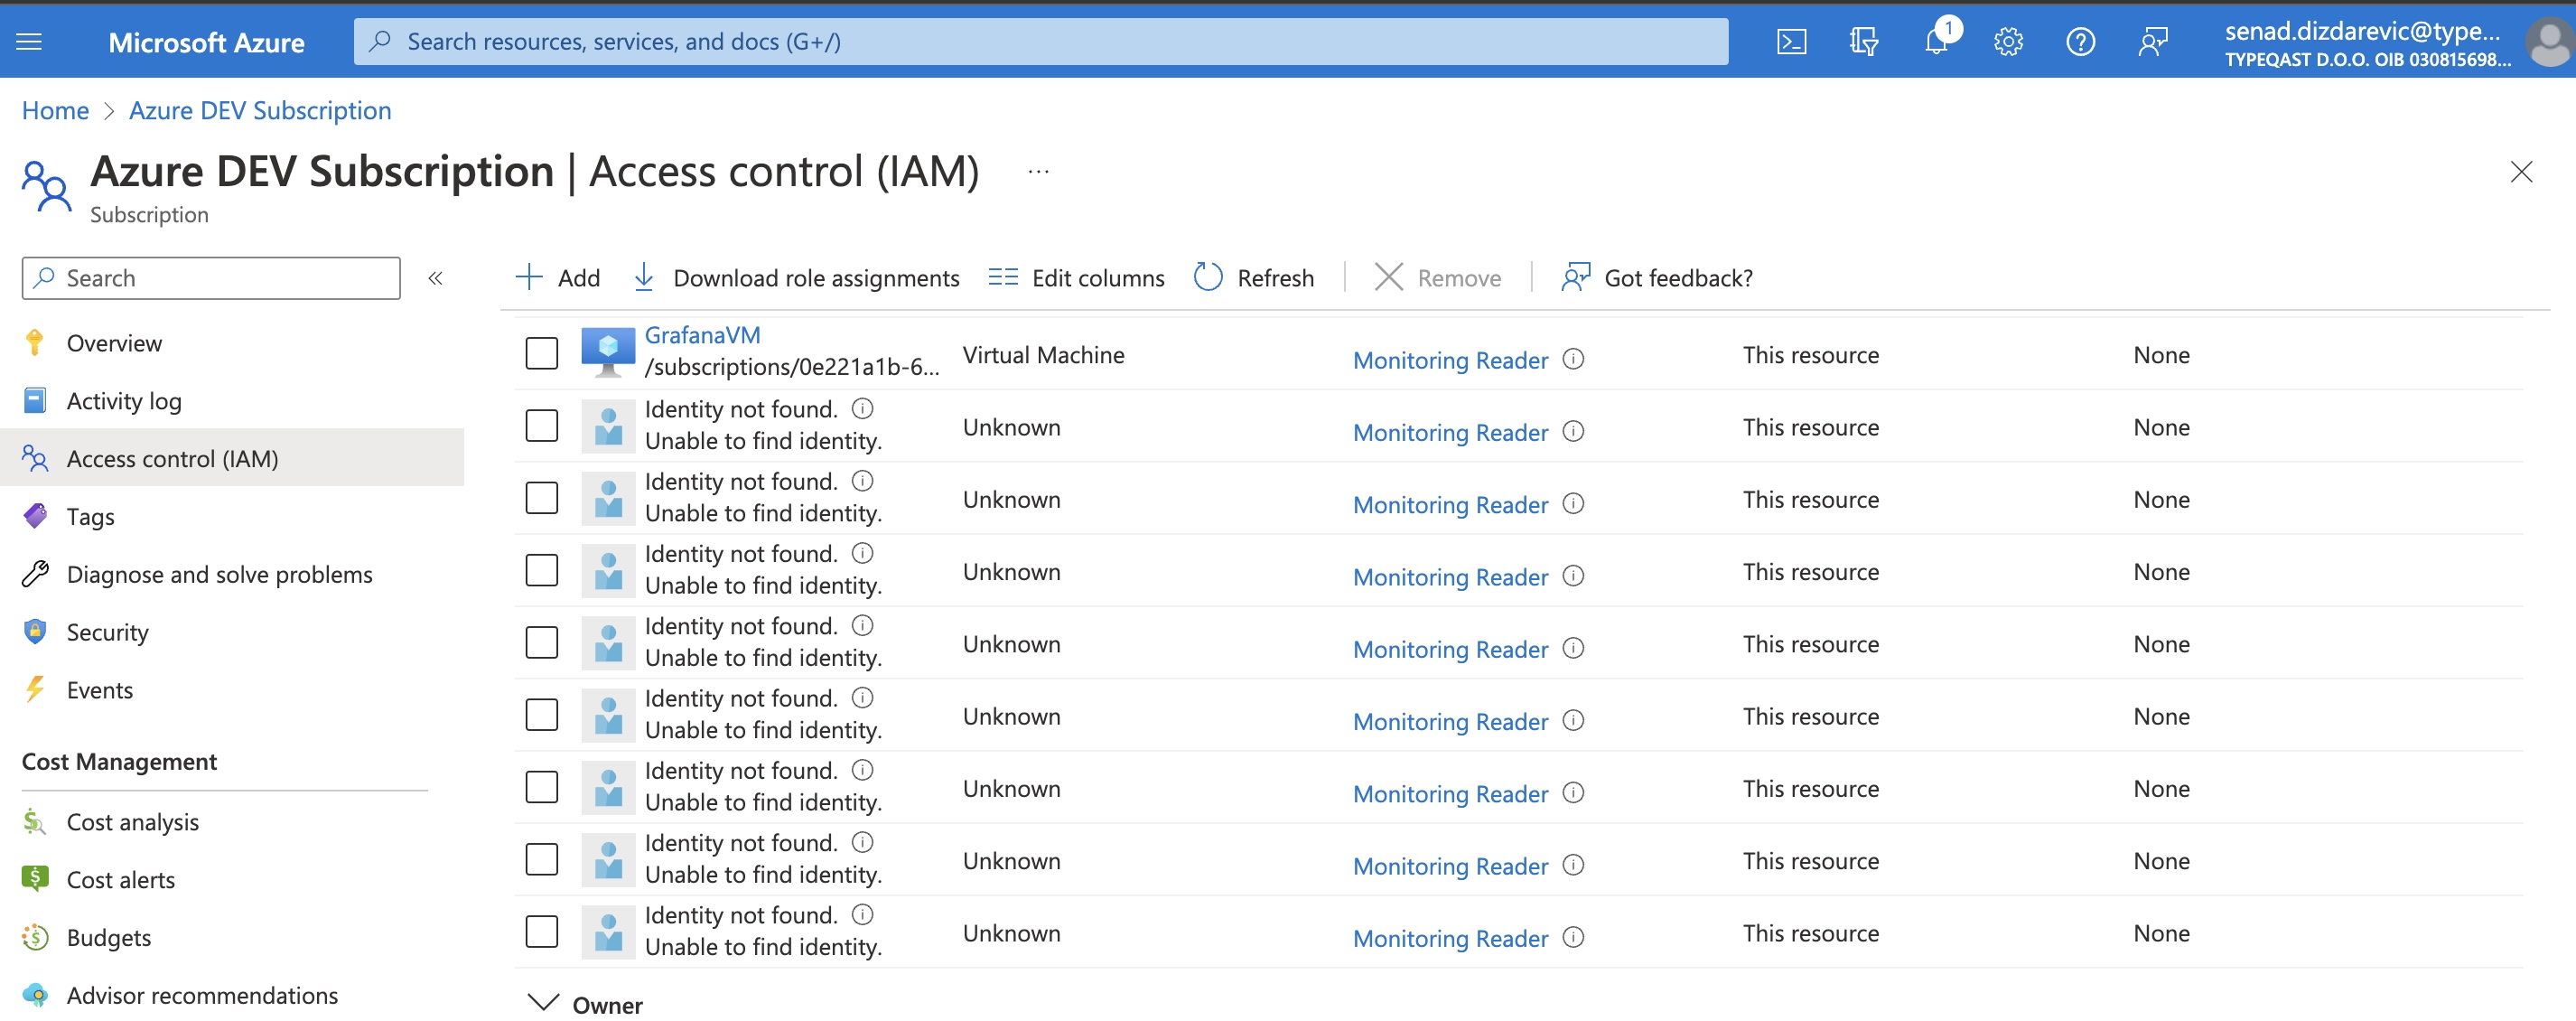 Microsoft Azure
Search resources, services, and docs (G+/)
1
senad.dizdarevic@type...
TYPEQAST D.O.O. OIB 030815698...
Home > Azure DEV Subscription
Azure DEV Subscription | Access control (IAM) ...
Subscription
Search
Overview
Activity log
Access control (IAM)
Tags
Diagnose and solve problems
Security
Events
Cost Management
Cost analysis
Cost alerts
Budgets
Advisor recommendations
Add Download role assignments Edit columns Refresh Remove Got feedback?
GrafanaVM
/subscriptions/0e221a1b-6... Virtual Machine Monitoring Reader This resource None
Identity not found.
Unable to find identity. Unknown Monitoring Reader This resource None
Identity not found.
Unable to find identity. Unknown Monitoring Reader This resource None
Identity not found.
Unable to find identity. Unknown Monitoring Reader This resource None
Identity not found.
Unable to find identity. Unknown Monitoring Reader This resource None
Identity not found.
Unable to find identity. Unknown Monitoring Reader This resource None
Identity not found.
Unable to find identity. Unknown Monitoring Reader This resource None
Identity not found.
Unable to find identity. Unknown Monitoring Reader This resource None
Identity not found.
Unable to find identity. Unknown Monitoring Reader This resource None
Owner